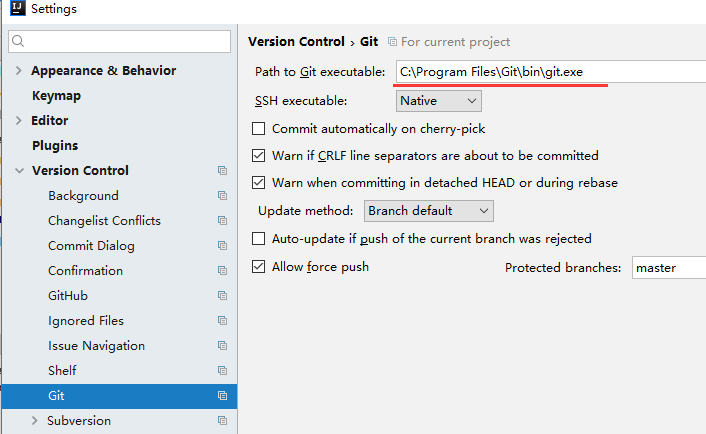 IJ Settings
Version Control › Git For current project
Path to Git executable: C:\Program Files\Git\bin\git.exe
SSH executable: Native
Commit automatically on cherry-pick
Warn if CRLF line separators are about to be committed
Warn when committing in detached HEAD or during rebase
Update method: Branch default
Auto-update if push of the current branch was rejected
Allow force push Protected branches: master
Appearance & Behavior
Keymap
Editor
Plugins
Version Control
Background
Changelist Conflicts
Commit Dialog
Confirmation
GitHub
Ignored Files
Issue Navigation
Shelf
Git
Subversion